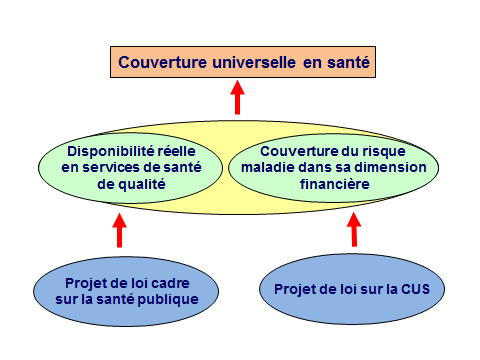 Couverture universelle en santé
Disponibilité réelle
en services de santé
de qualité
Couverture du risque
maladie dans sa dimension
financière
Projet de loi cadre
sur la santé publique
Projet de loi sur la CUS